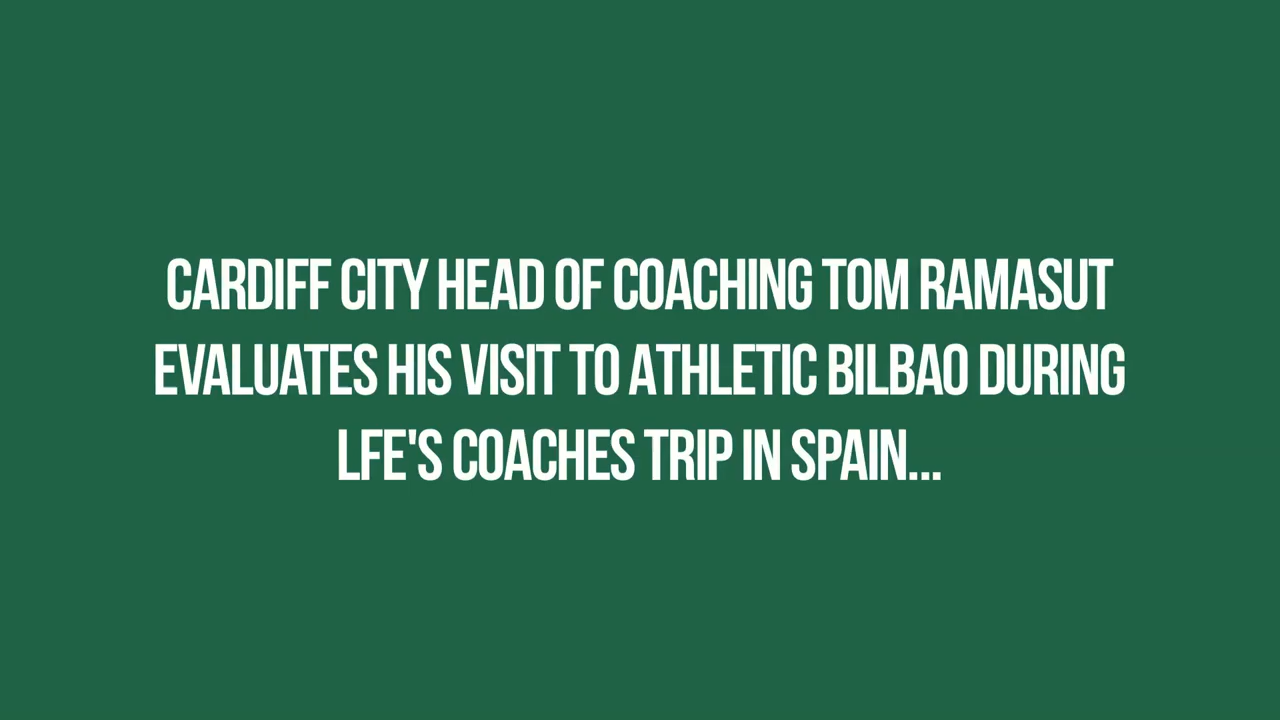 CARDIFF CITY HEAD OF COACHING TOM RAMASUT
EVALUATES HIS VISIT TO ATHLETIC BILBAO DURING
LFE'S COACHES TRIP IN SPAIN...